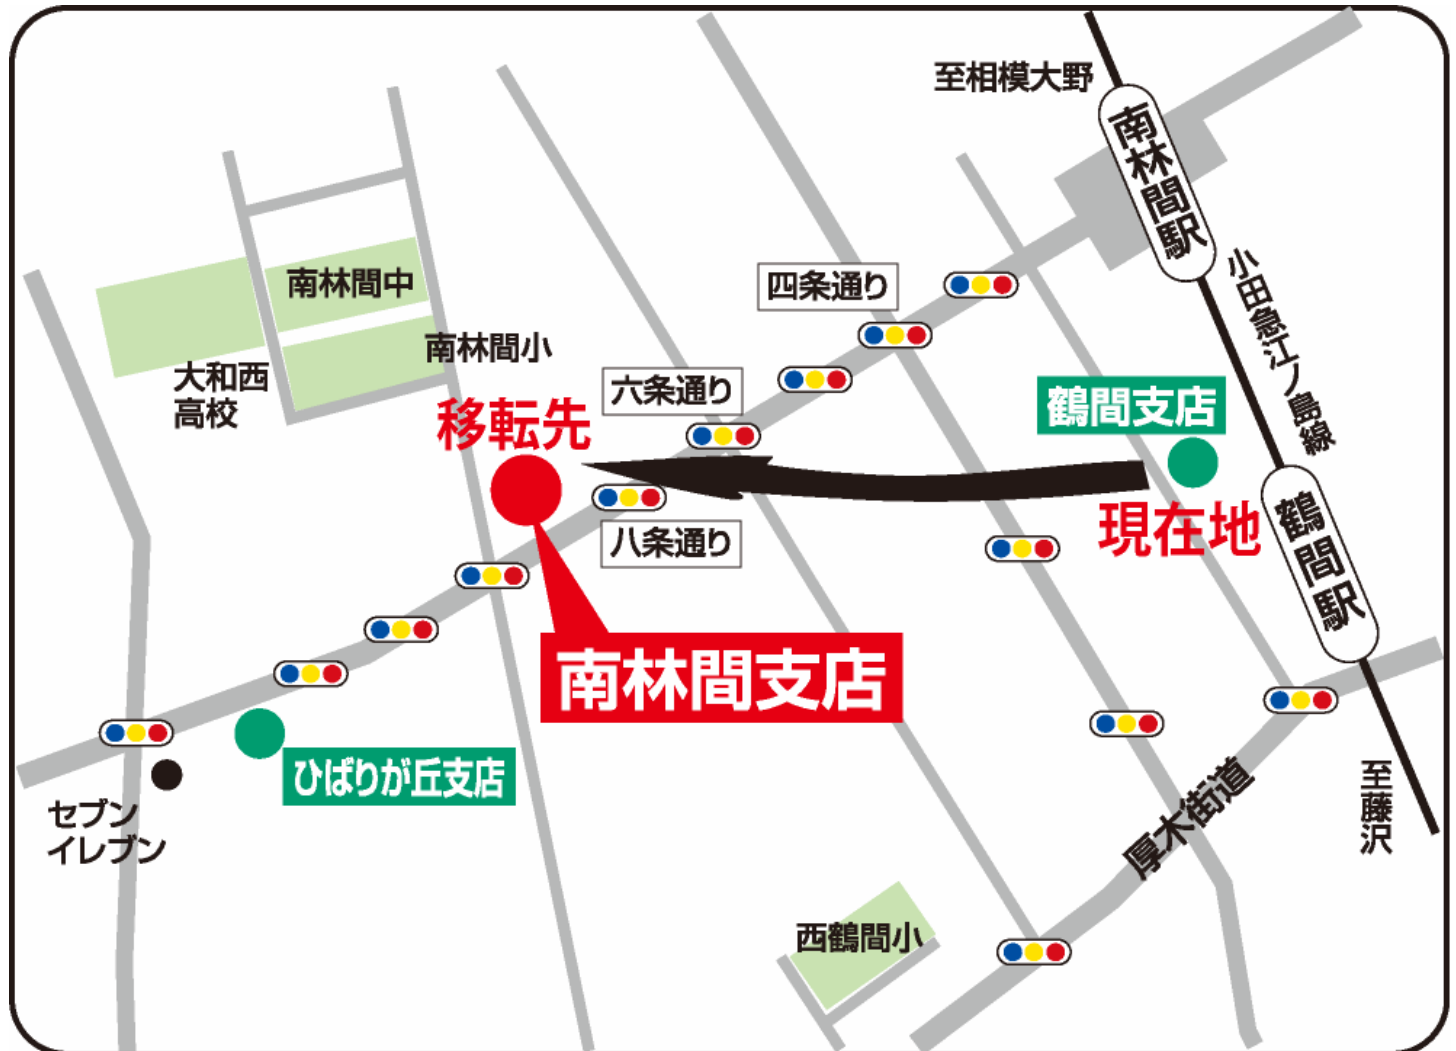 至相模大野
南林間駅
小田急江ノ島線
四条通り
南林間中
南林間小
大和西
高校
六条通り
移転先
鶴間支店
現在地
鶴間駅
八条通り
南林間支店
ひばりが丘支店
セブン
イレブン
厚木街道
至藤沢
西鶴間小